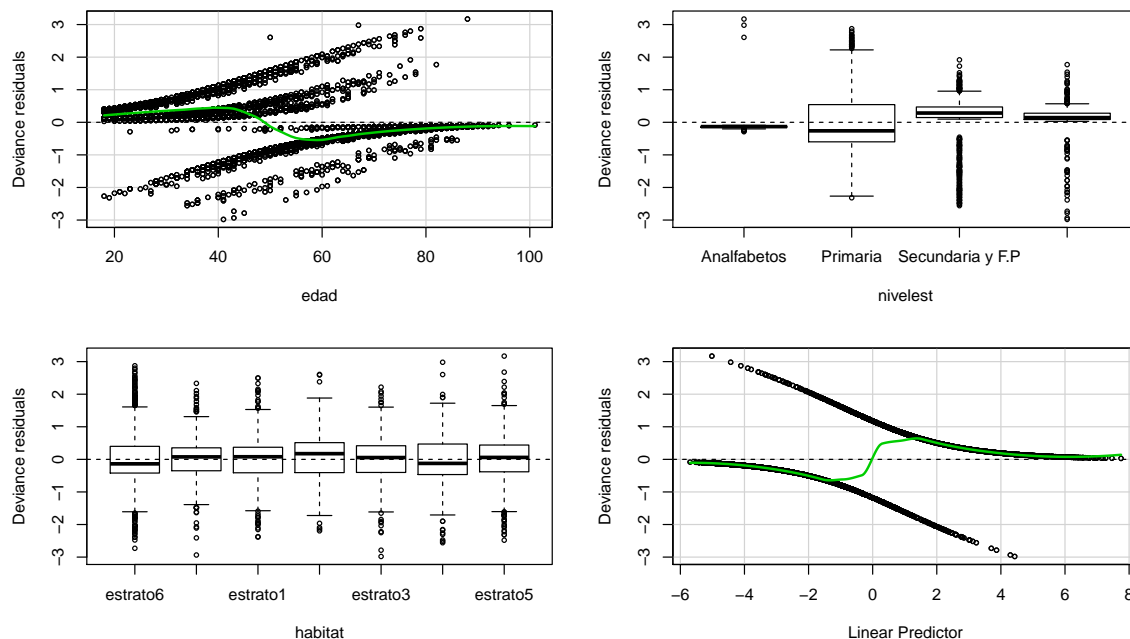 Deviance residuals
3
2
1
0
−1
−2
−3
20 40 60 80 100
edad
Deviance residuals
3
2
1
0
−1
−2
−3
Analfabetos Primaria Secundaria y F.P
nivelest
Deviance residuals
3
2
1
0
−1
−2
−3
estrato6 estrato1 estrato3 estrato5
habitat
Deviance residuals
3
2
1
0
−1
−2
−3
−6 −4 −2 0 2 4 6 8
Linear Predictor